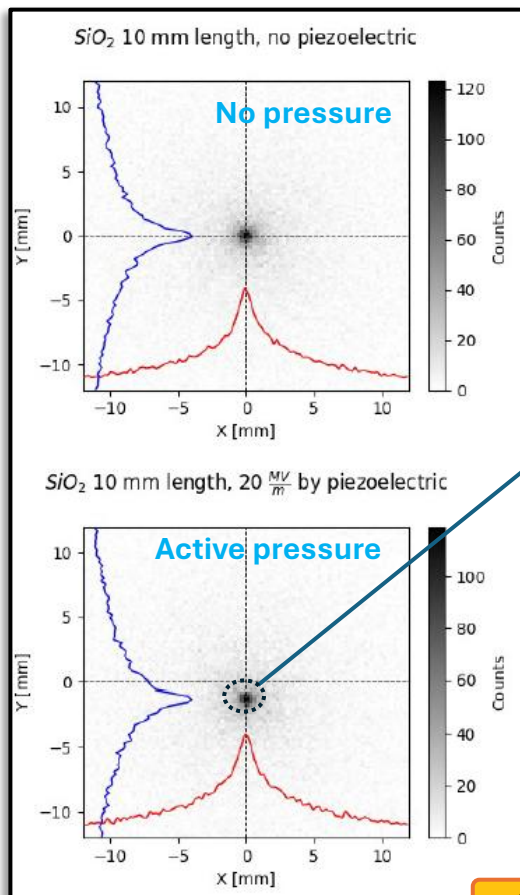 SiO₂ 10 mm length, no piezoelectric
No pressure
10
5
0
−5
−10
Y [mm]
−10 −5 0 5 10
X [mm]
120
100
80
60
40
20
0
Counts
SiO₂ 10 mm length, 20 MV/m by piezoelectric
Active pressure
10
5
0
−5
−10
Y [mm]
−10 −5 0 5 10
X [mm]
100
80
60
40
20
0
Counts